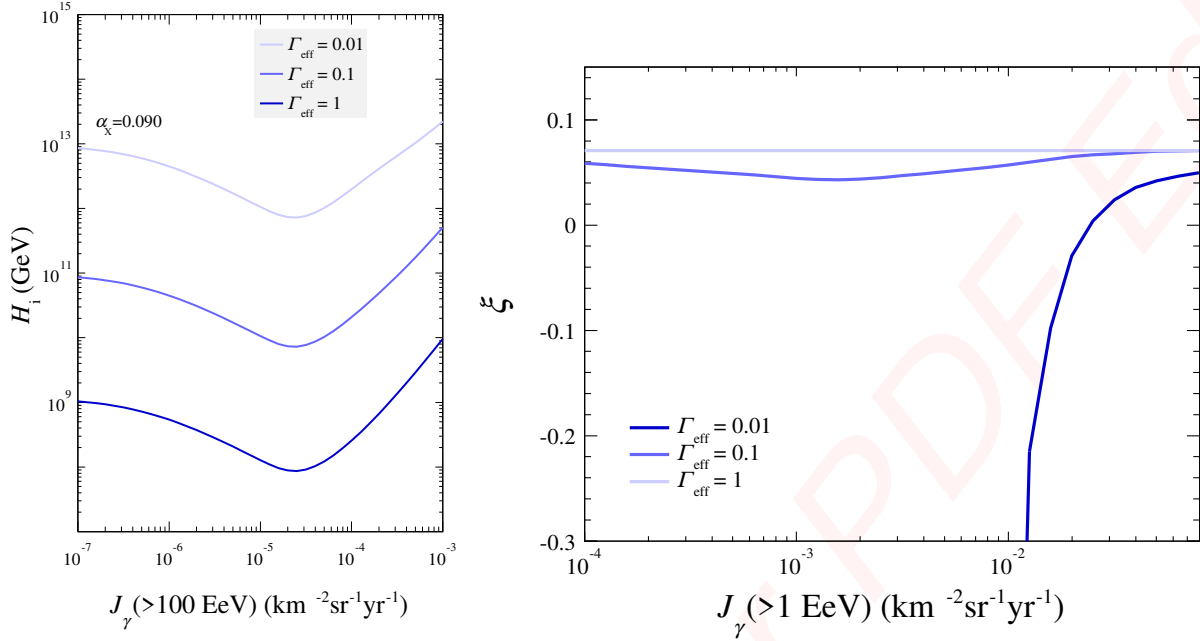 10^15
10^13
10^11
10^9
H_i (GeV)
Γ_eff = 0.01
Γ_eff = 0.1
Γ_eff = 1
α_X=0.090
10^-7
10^-6
10^-5
10^-4
10^-3
J_γ(>100 EeV) (km ^-2sr^-1yr^-1)
0.1
0
-0.1
-0.2
-0.3
ξ
Γ_eff = 0.01
Γ_eff = 0.1
Γ_eff = 1
10^-4
10^-3
10^-2
J_γ(>1 EeV) (km ^-2sr^-1yr^-1)
PDF